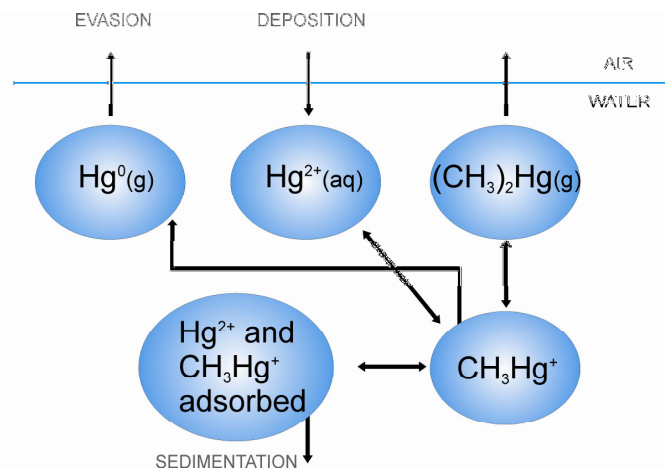 EVASION
DEPOSITION
AIR
WATER
Hg⁰(g)
Hg²⁺(aq)
(CH₃)₂Hg(g)
Hg²⁺ and
CH₃Hg⁺
adsorbed
CH₃Hg⁺
SEDIMENTATION